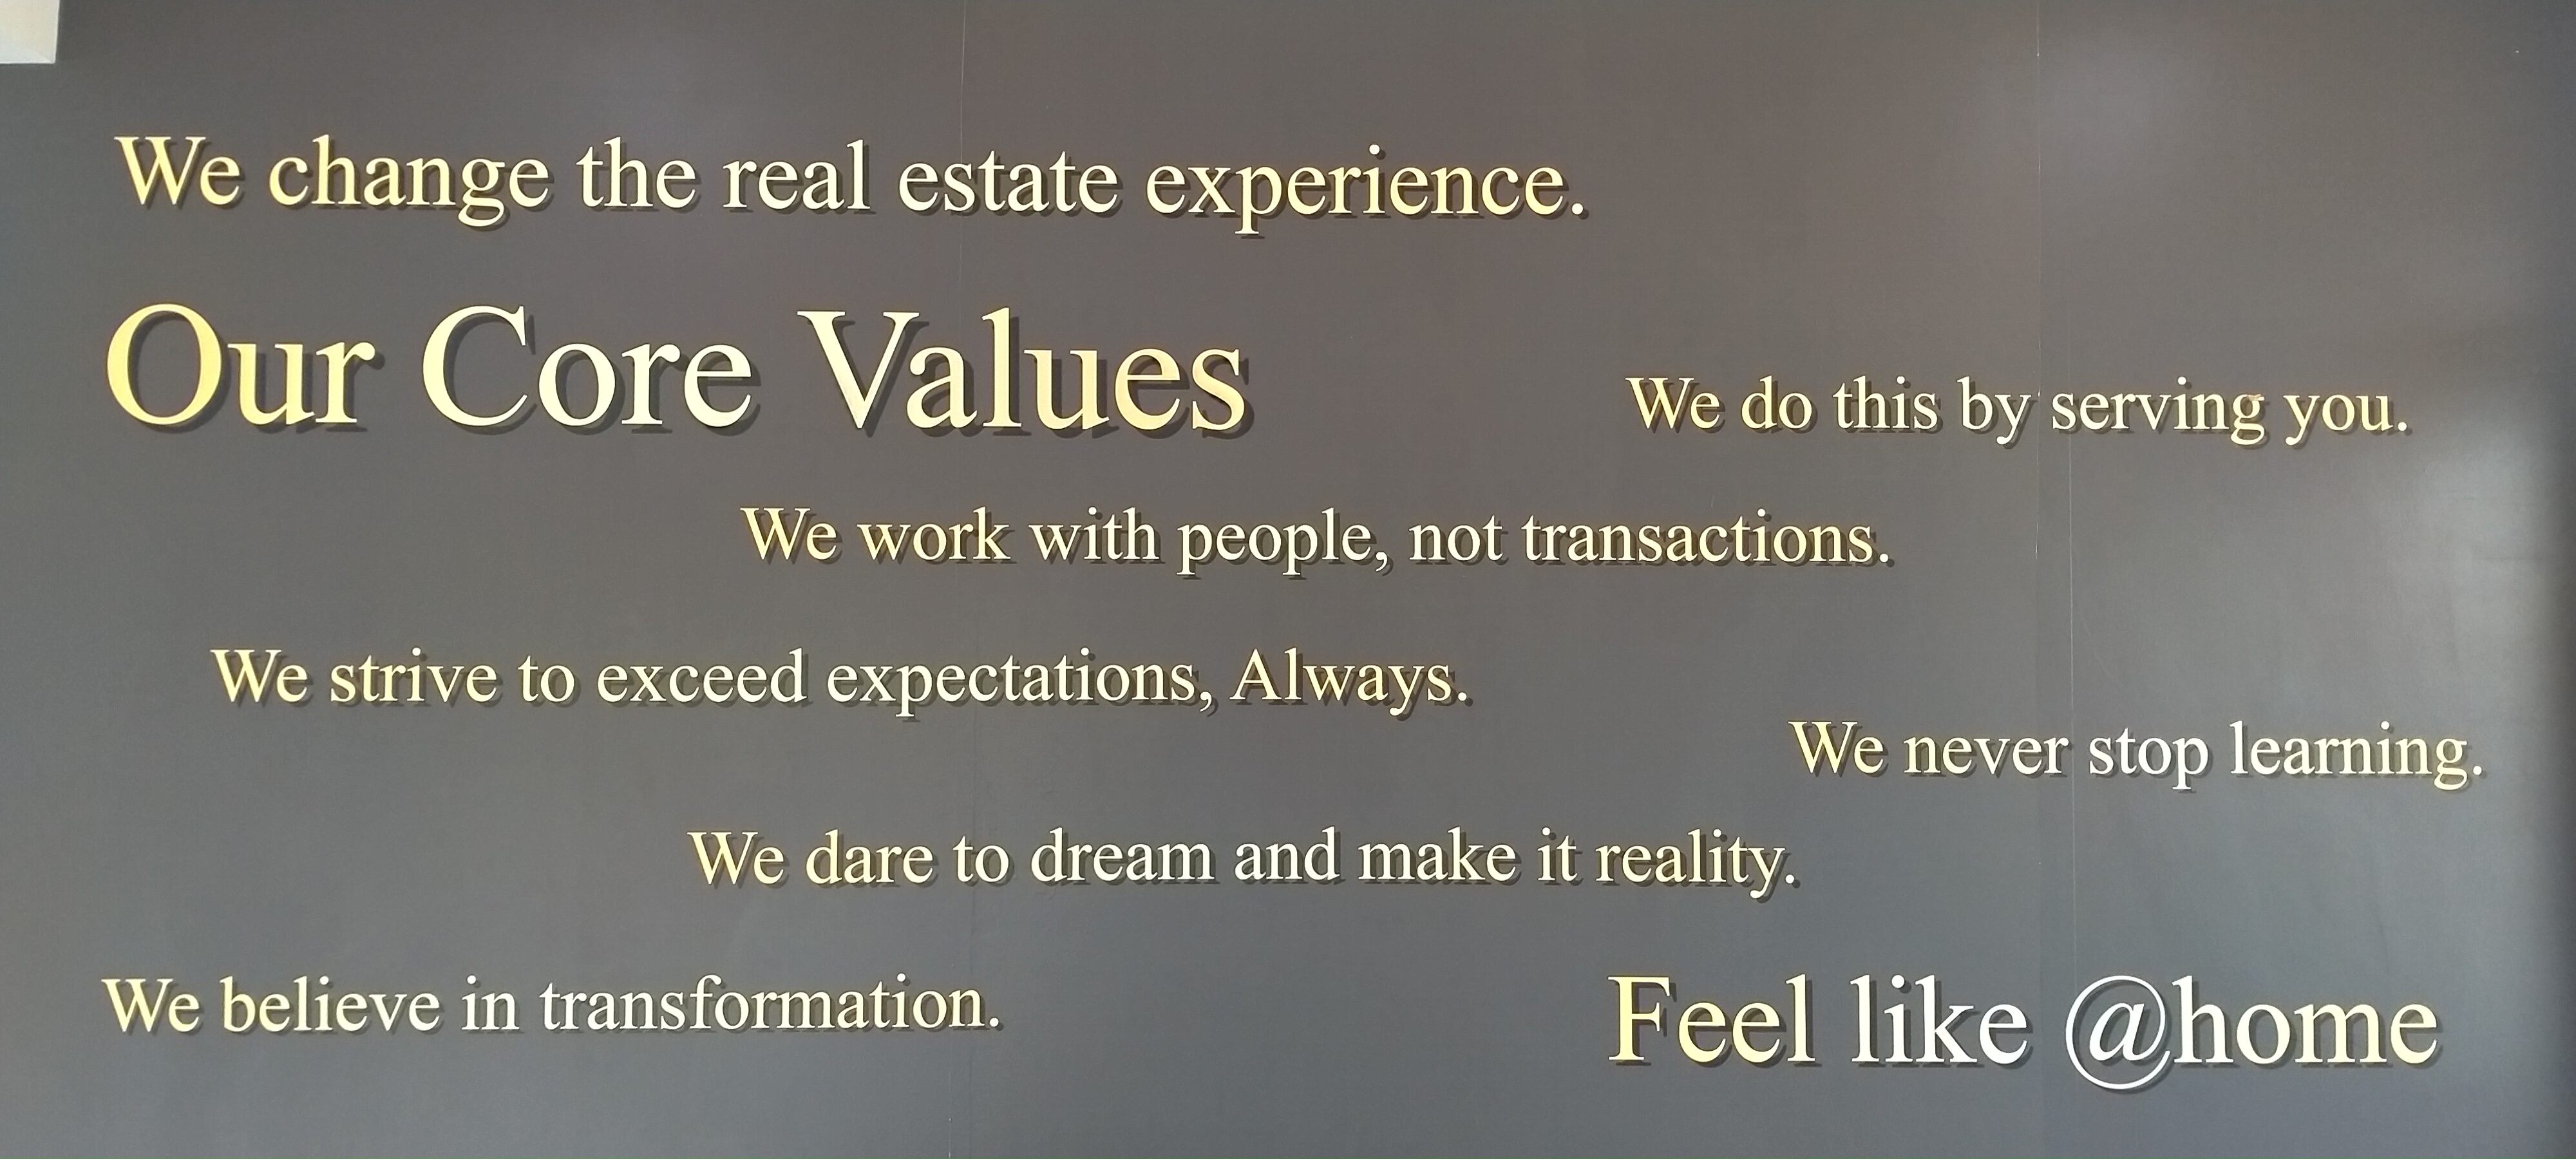 We change the real estate experience.
Our Core Values
We do this by serving you.
We work with people, not transactions.
We strive to exceed expectations, Always.
We never stop learning.
We dare to dream and make it reality.
We believe in transformation.
Feel like @home